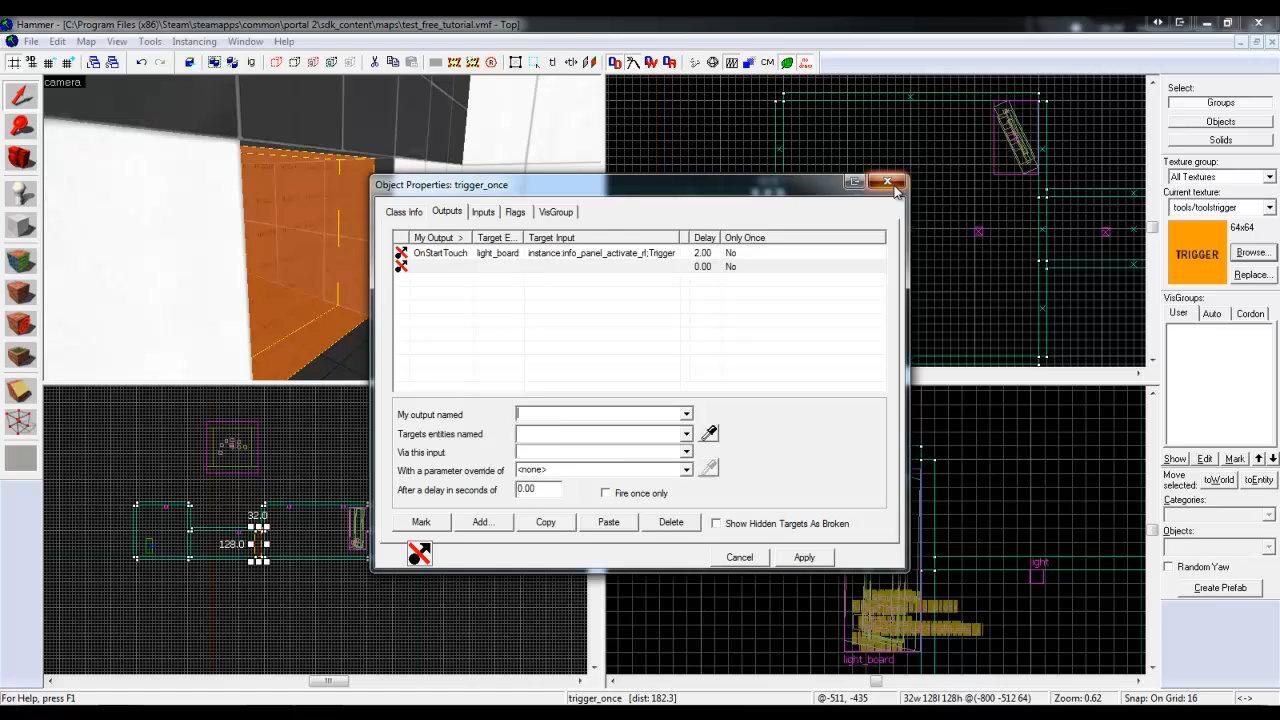 Hammer - [C:\Program Files (x86)\Steam\steamapps\common\portal 2\sdk_content\maps\test_free_tutorial.vmf - Top]
File Edit Map View Tools Instancing Window Help
camera
Object Properties: trigger_once
Class Info Outputs Inputs Flags VisGroup
My Output > Target E... Target Input Delay Only Once
OnStartTouch light_board instance:info_panel_activate_rl;Trigger 2.00 No
0.00 No
My output named
Targets entities named
Via this input
With a parameter override of <none>
After a delay in seconds of 0.00 Fire once only
Mark Add... Copy Paste Delete Show Hidden Targets As Broken
Cancel Apply
32.0
128.0
light
light_board
Select:
Groups
Objects
Solids
Texture group:
All Textures
Current texture:
tools/toolstrigger
TRIGGER
64x64
Browse...
Replace...
VisGroups:
User Auto Cordon
Show Edit Mark
Move selected: toWorld toEntity
Categories:
Objects:
Random Yaw
Create Prefab
For Help, press F1 trigger_once [dist: 182.3] @-511, -435 32w 128l 128h @(-800 -512 64) Zoom: 0.62 Snap: On Grid: 16 <->